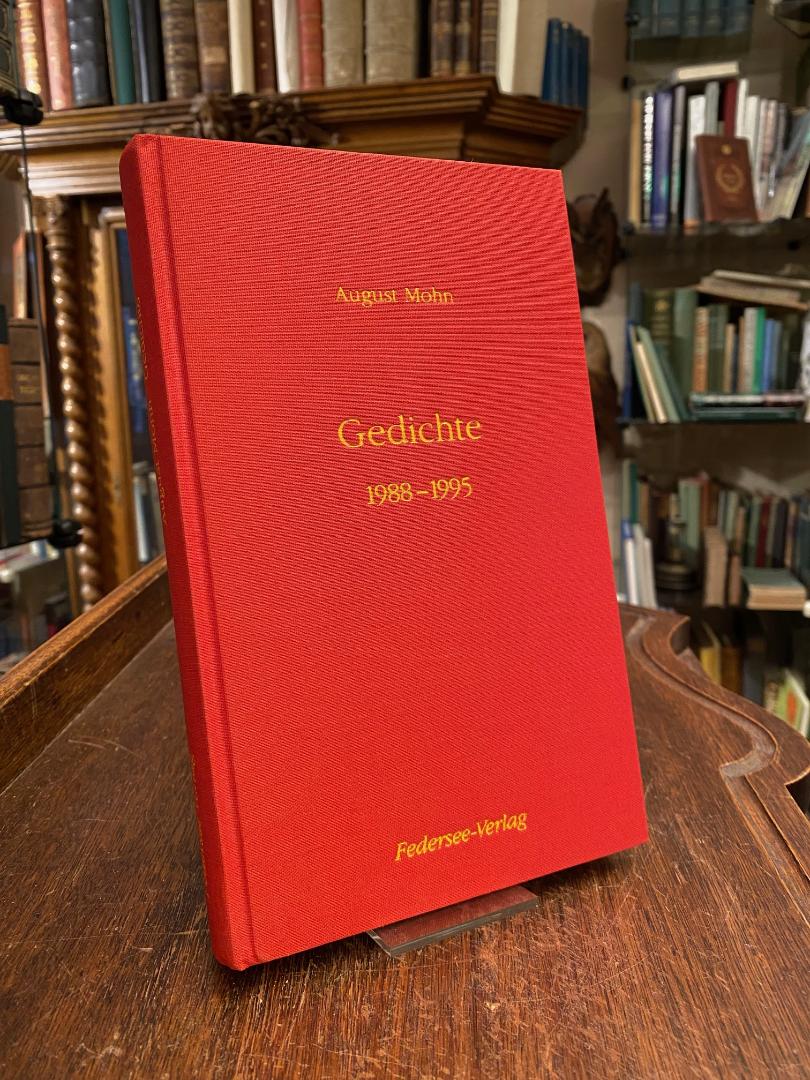 August Mohn
Gedichte
1988–1995
Federsee-Verlag